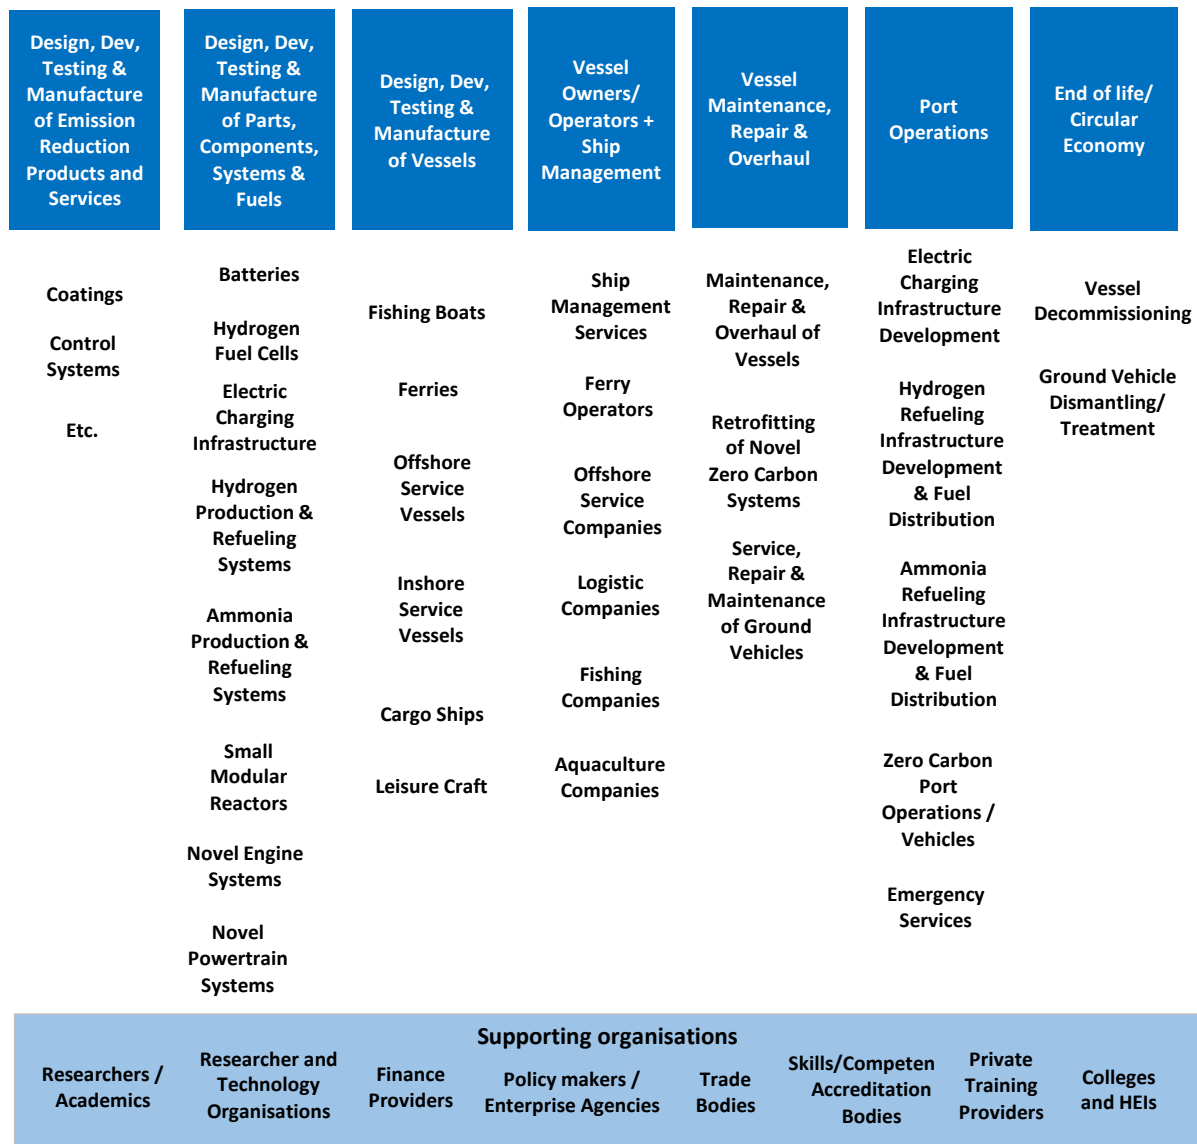 Design, Dev,
Testing &
Manufacture
of Emission
Reduction
Products and
Services
Design, Dev,
Testing &
Manufacture
of Parts,
Components,
Systems &
Fuels
Design, Dev,
Testing &
Manufacture
of Vessels
Vessel
Owners/
Operators +
Ship
Management
Vessel
Maintenance,
Repair &
Overhaul
Port
Operations
End of life/
Circular
Economy
Coatings
Control
Systems
Etc.
Batteries
Hydrogen
Fuel Cells
Electric
Charging
Infrastructure
Hydrogen
Production &
Refueling
Systems
Ammonia
Production &
Refueling
Systems
Small
Modular
Reactors
Novel Engine
Systems
Novel
Powertrain
Systems
Fishing Boats
Ferries
Offshore
Service
Vessels
Inshore
Service
Vessels
Cargo Ships
Leisure Craft
Ship
Management
Services
Ferry
Operators
Offshore
Service
Companies
Logistic
Companies
Fishing
Companies
Aquaculture
Companies
Maintenance,
Repair &
Overhaul of
Vessels
Retrofitting
of Novel
Zero Carbon
Systems
Service,
Repair &
Maintenance
of Ground
Vehicles
Electric
Charging
Infrastructure
Development
Hydrogen
Refueling
Infrastructure
Development
& Fuel
Distribution
Ammonia
Refueling
Infrastructure
Development
& Fuel
Distribution
Zero Carbon
Port
Operations /
Vehicles
Emergency
Services
Vessel
Decommissioning
Ground Vehicle
Dismantling/
Treatment
Supporting organisations
Researchers /
Academics
Researcher and
Technology
Organisations
Finance
Providers
Policy makers /
Enterprise Agencies
Trade
Bodies
Skills/Competen
Accreditation
Bodies
Private
Training
Providers
Colleges
and HEIs